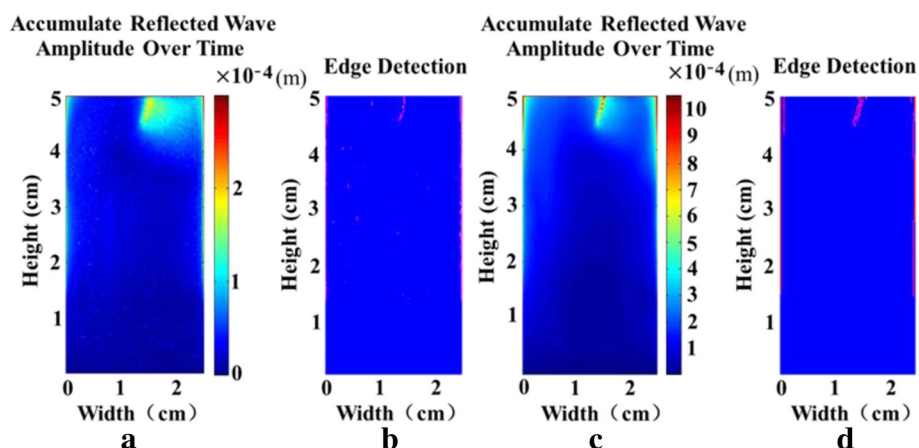 Accumulate Reflected Wave
Amplitude Over Time
×10-4 (m)
5
4
3
2
1
Height (cm)
0 1 2
Width (cm)
2
1
0
a
Edge Detection
5
4
3
2
1
Height (cm)
0 1 2
Width (cm)
b
Accumulate Reflected Wave
Amplitude Over Time
×10-4 (m)
5
4
3
2
1
Height (cm)
0 1 2
Width (cm)
10
9
8
7
6
5
4
3
2
1
c
Edge Detection
5
4
3
2
1
Height (cm)
0 1 2
Width (cm)
d